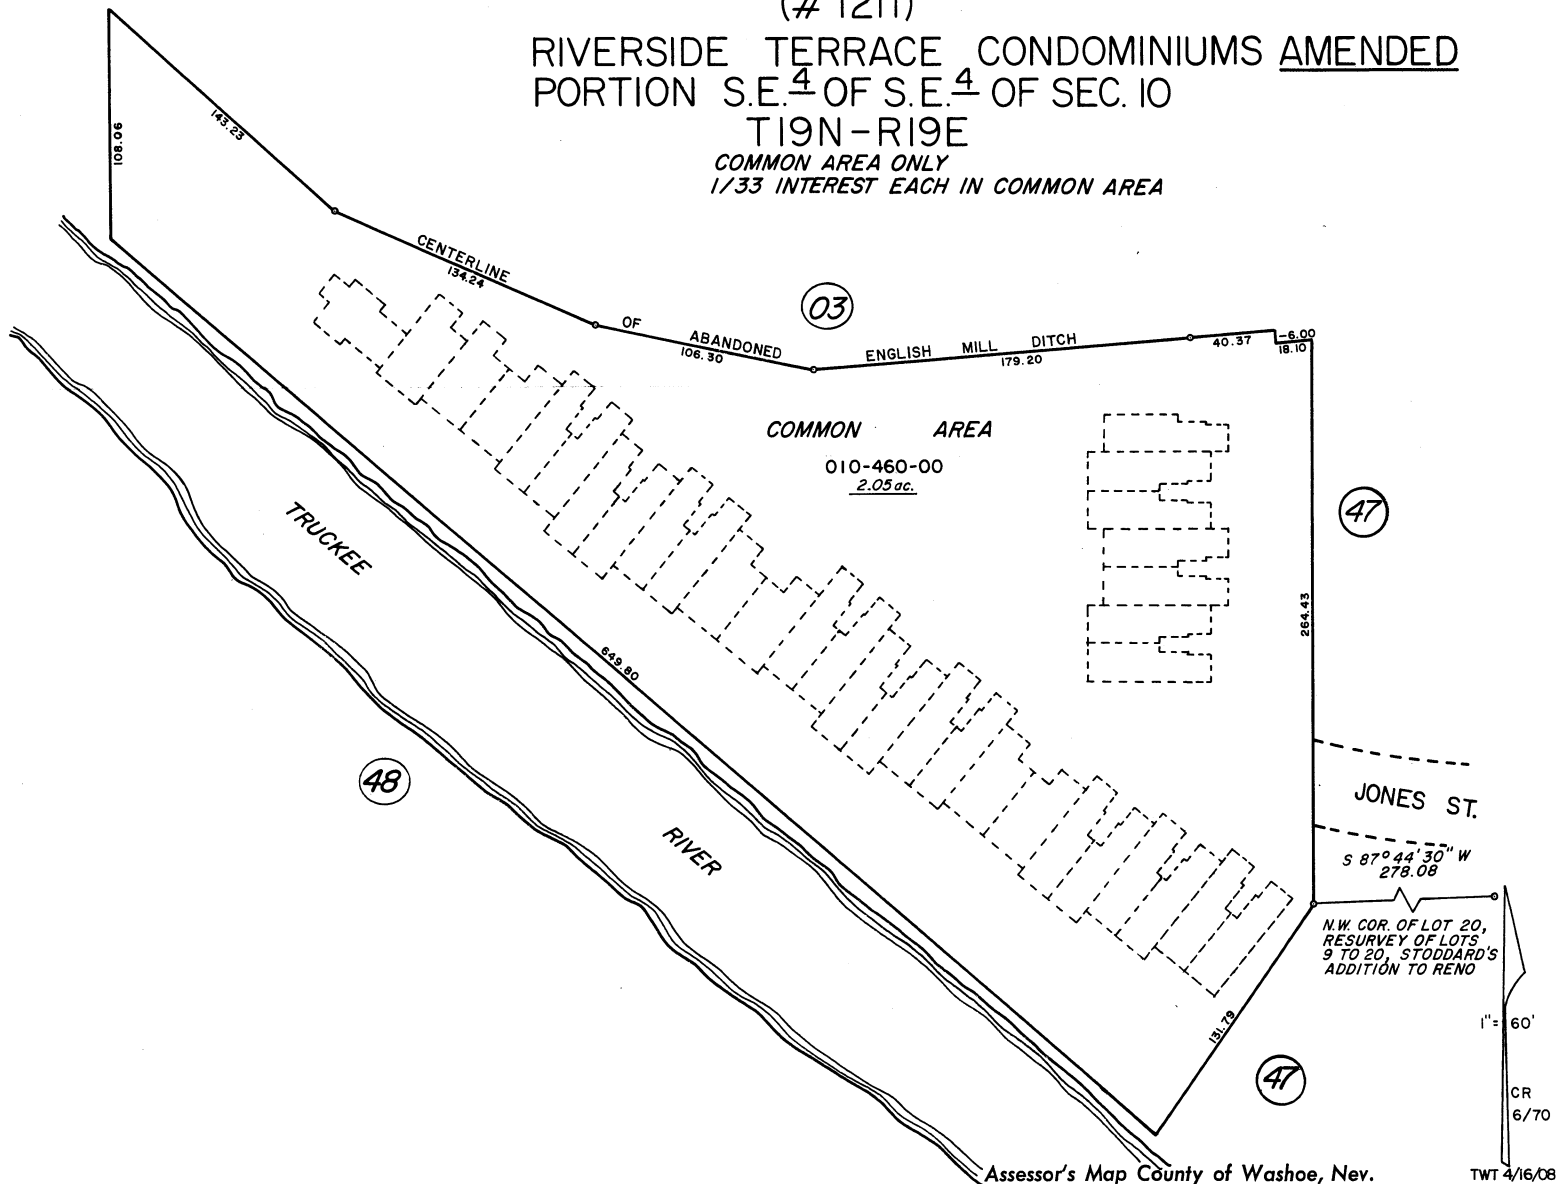 (# 1211)
RIVERSIDE TERRACE CONDOMINIUMS AMENDED
PORTION S.E. 4 OF S.E. 4 OF SEC. 10
T19N-R19E
COMMON AREA ONLY
1/33 INTEREST EACH IN COMMON AREA
108.06
143.23
CENTERLINE
134.24
OF
ABANDONED
106.30
03
ENGLISH MILL DITCH
179.20
40.37
6.00
18.10
COMMON AREA
010-460-00
2.05 ac.
47
264.43
TRUCKEE
649.80
48
RIVER
JONES ST.
S 87° 44' 30" W
278.08
N.W. COR. OF LOT 20,
RESURVEY OF LOTS
9 TO 20, STODDARD'S
ADDITION TO RENO
131.79
1" = 60'
47
CR
6/70
Assessor's Map County of Washoe, Nev.
TWT 4/16/08